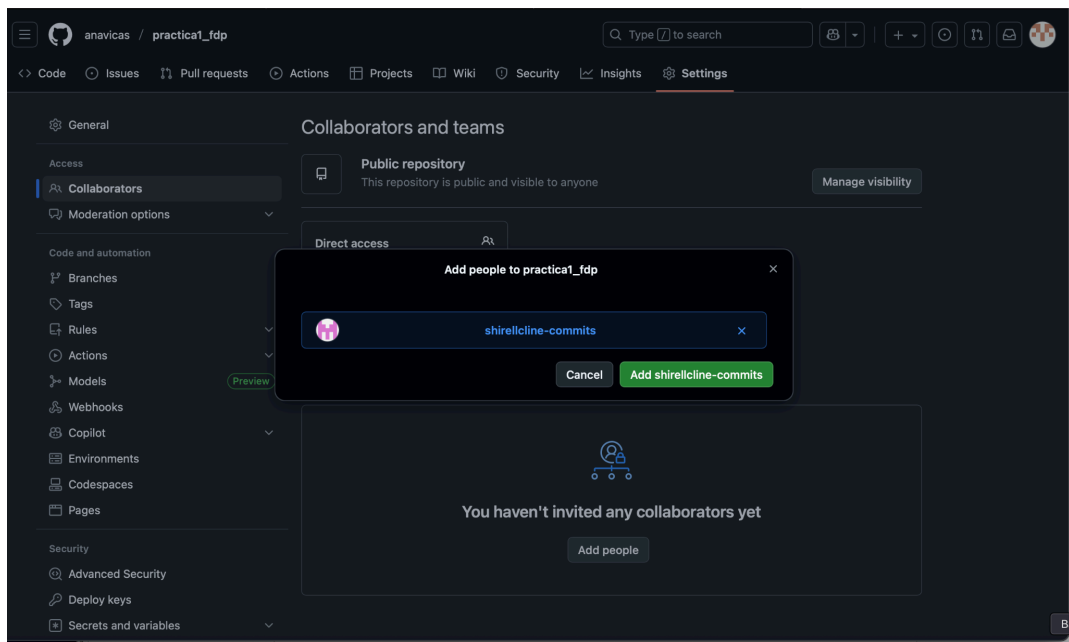 anavicas / practica1_fdp
Type / to search
Code
Issues
Pull requests
Actions
Projects
Wiki
Security
Insights
Settings
General
Access
Collaborators
Moderation options
Code and automation
Branches
Tags
Rules
Actions
Models
Preview
Webhooks
Copilot
Environments
Codespaces
Pages
Security
Advanced Security
Deploy keys
Secrets and variables
Collaborators and teams
Public repository
This repository is public and visible to anyone
Manage visibility
Direct access
Add people to practica1_fdp
shirellcline-commits
Cancel
Add shirellcline-commits
You haven't invited any collaborators yet
Add people
B